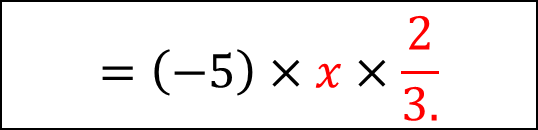 = (−5) × x × 2/3.